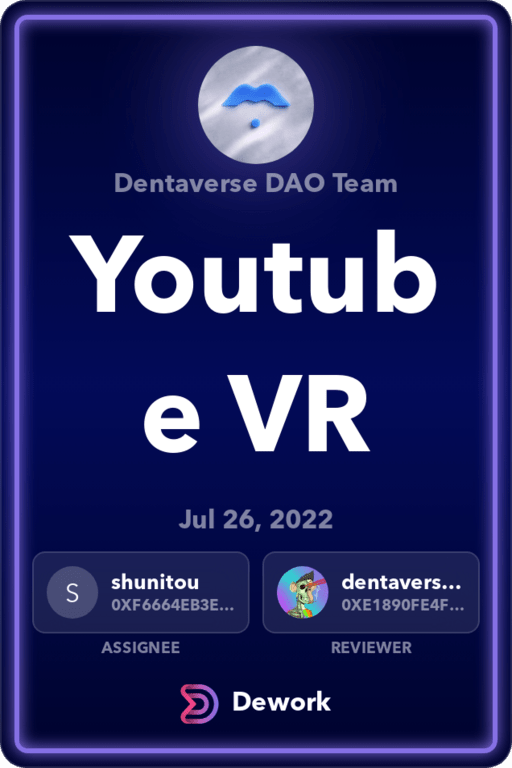 Dentaverse DAO Team
Youtub
e VR
Jul 26, 2022
S
shunitou
0XF6664EB3E...
dentavers...
0XE1890FE4F...
ASSIGNEE
REVIEWER
Dework